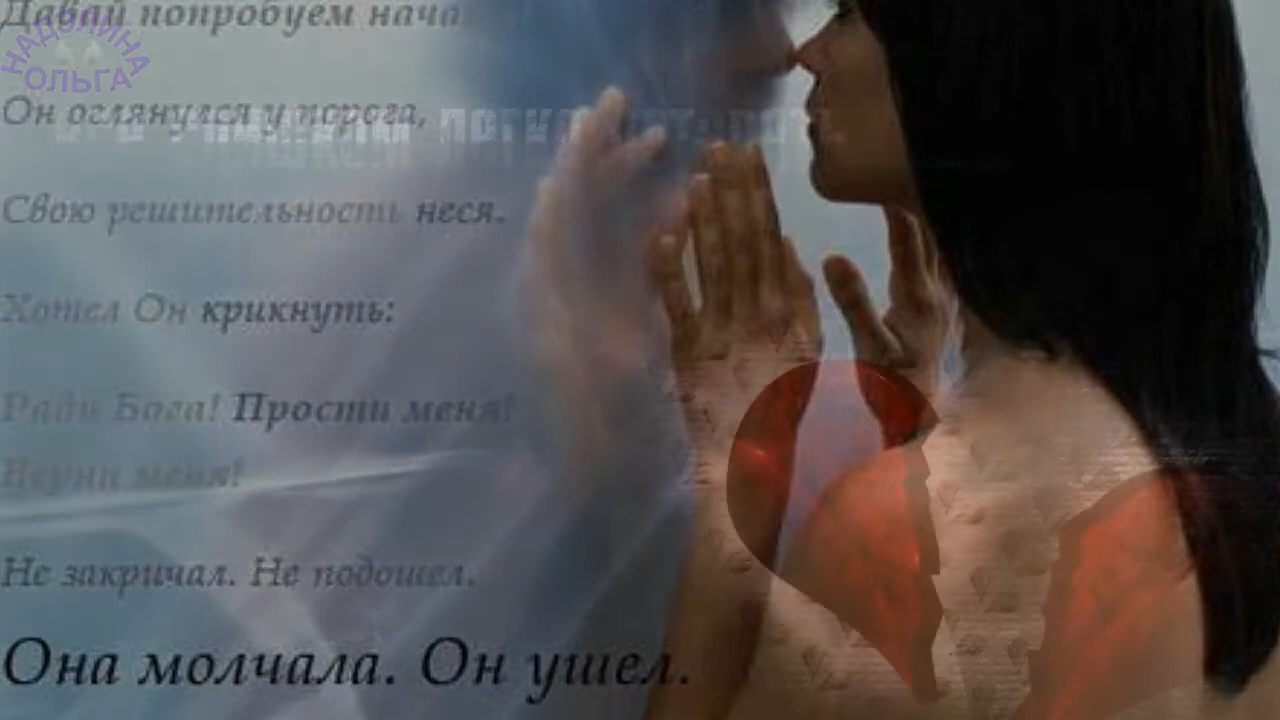 НАДОЛИНА
ОЛЬГА
Давай попробуем нача
Он оглянулся у порога,
Свою решительность неся.
Хотел Он крикнуть:
Ради Бога! Прости меня!
Верни меня!
Не закричал. Не подошел.
Она молчала. Он ушел.